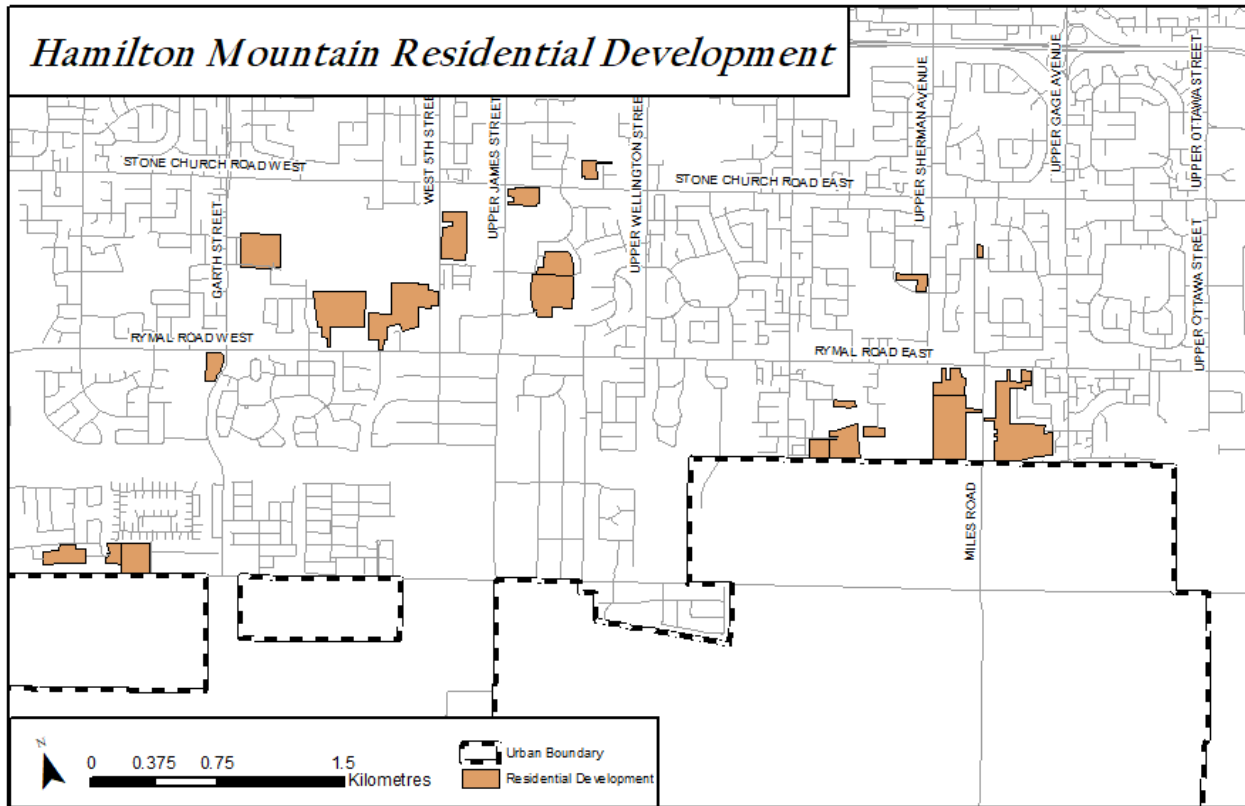 Hamilton Mountain Residential Development
STONE CHURCH ROAD WEST
STONE CHURCH ROAD EAST
GARTH STREET
WEST 5TH STREET
UPPER JAMES STREET
UPPER WELLINGTON STREET
UPPER SHERMAN AVENUE
UPPER GAGE AVENUE
UPPER OTTAWA STREET
UPPER OTTAWA STREET
RYMAL ROAD WEST
RYMAL ROAD EAST
MILES ROAD
N
0 0.375 0.75 1.5
Kilometres
Urban Boundary
Residential Development